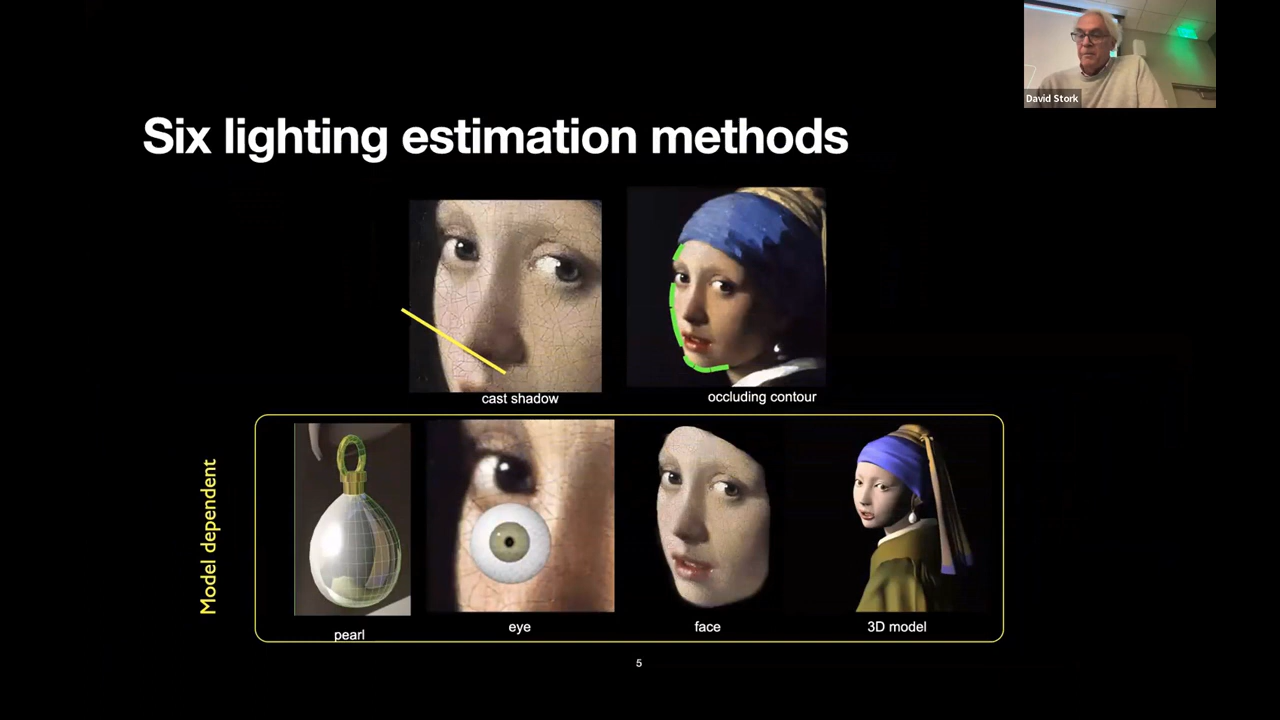 David Stork
Six lighting estimation methods
cast shadow
occluding contour
Model dependent
pearl
eye
face
3D model
5